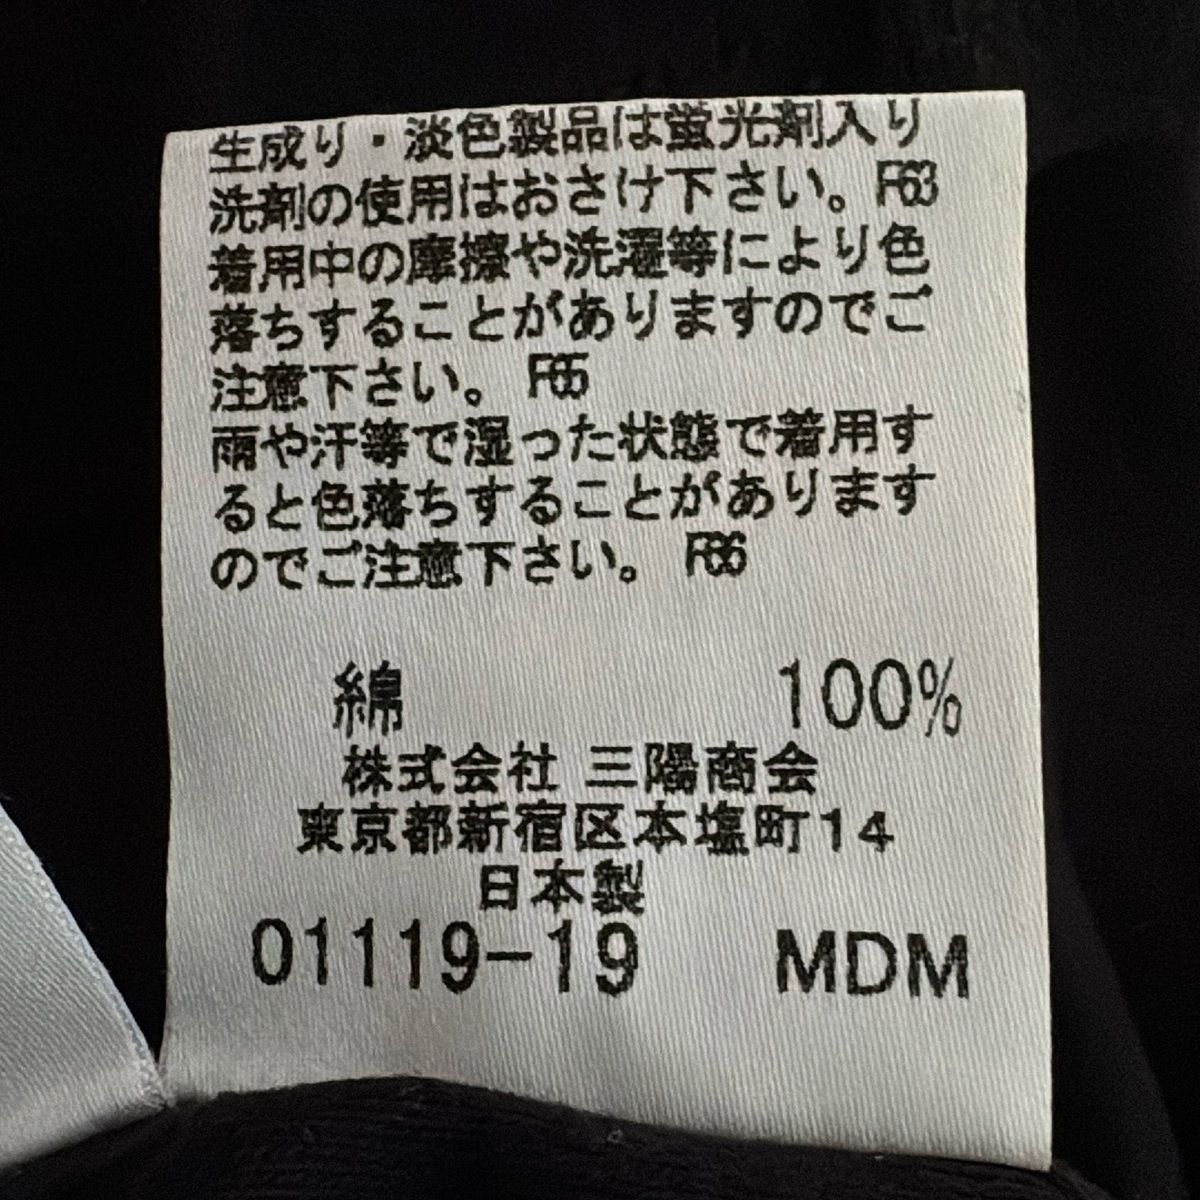 生成り・淡色製品は蛍光剤入り
洗剤の使用はおさけ下さい。F63
着用中の摩擦や洗濯等により色
落ちすることがありますのでご
注意下さい。 F65
雨や汗等で湿った状態で着用す
ると色落ちすることがあります
のでご注意下さい。 F66
綿 100%
株式会社 三陽商会
東京都新宿区本塩町14
日本製
01119-19 MDM